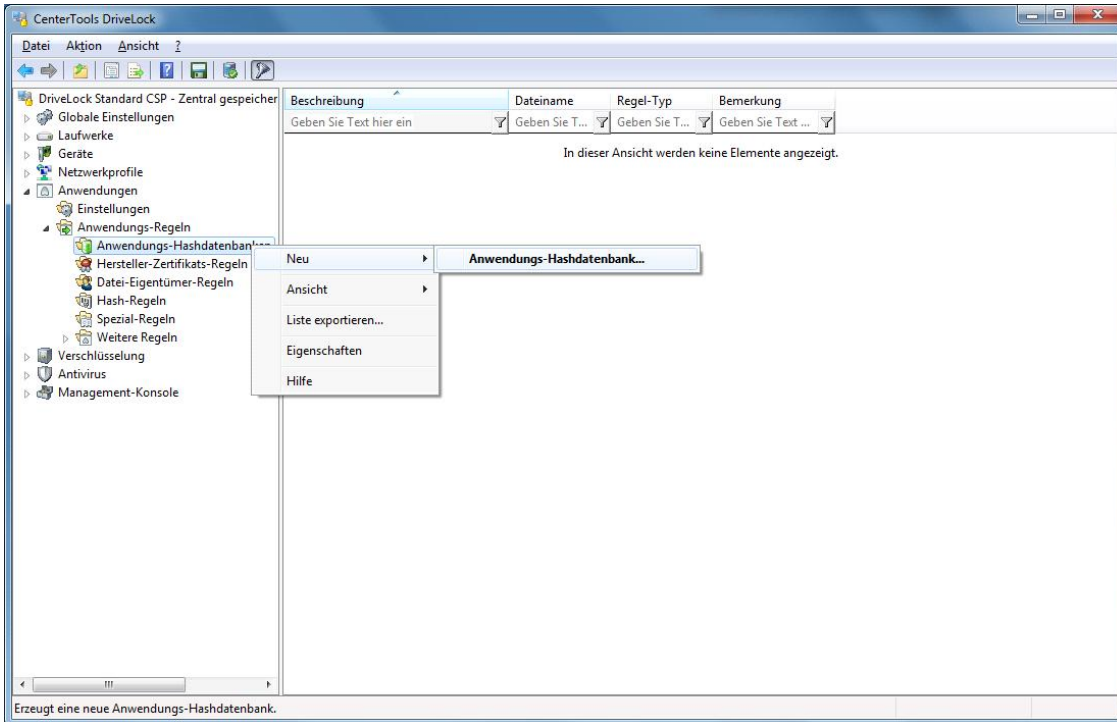 CenterTools DriveLock
Datei Aktion Ansicht ?
DriveLock Standard CSP - Zentral gespeicher
Globale Einstellungen
Laufwerke
Geräte
Netzwerkprofile
Anwendungen
Einstellungen
Anwendungs-Regeln
Anwendungs-Hashdatenbanken
Hersteller-Zertifikats-Regeln
Datei-Eigentümer-Regeln
Hash-Regeln
Spezial-Regeln
Weitere Regeln
Verschlüsselung
Antivirus
Management-Konsole
Beschreibung Dateiname Regel-Typ Bemerkung
Geben Sie Text hier ein Geben Sie T... Geben Sie T... Geben Sie Text ...
In dieser Ansicht werden keine Elemente angezeigt.
Neu
Ansicht
Liste exportieren...
Eigenschaften
Hilfe
Anwendungs-Hashdatenbank...
Erzeugt eine neue Anwendungs-Hashdatenbank.